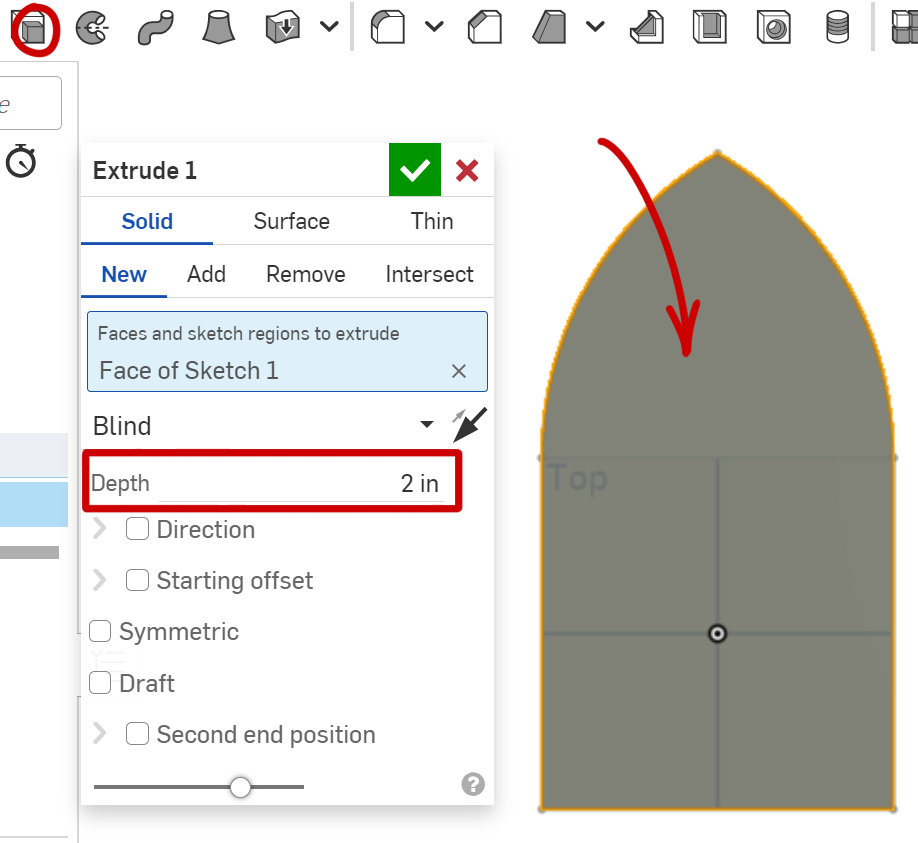 e
Extrude 1
Solid Surface Thin
New Add Remove Intersect
Faces and sketch regions to extrude
Face of Sketch 1
Blind
Depth 2 in
Top
Direction
Starting offset
Symmetric
Draft
Second end position
?